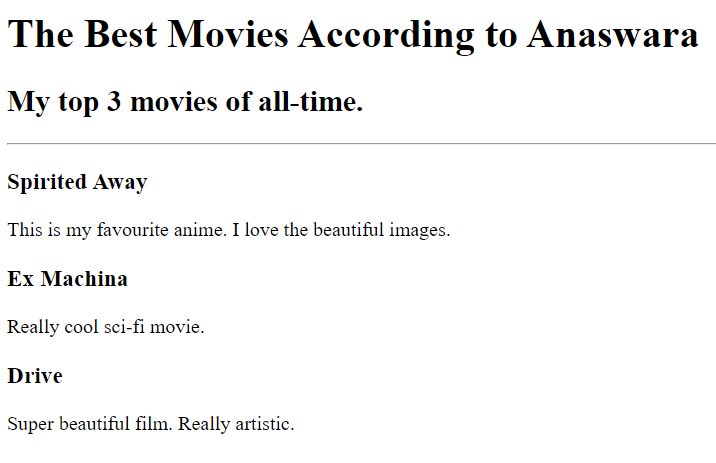 The Best Movies According to Anaswara
My top 3 movies of all-time.
Spirited Away
This is my favourite anime. I love the beautiful images.
Ex Machina
Really cool sci-fi movie.
Drive
Super beautiful film. Really artistic.